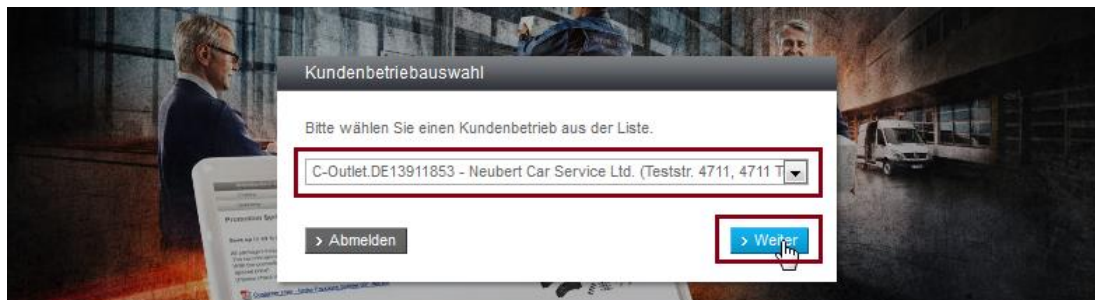 Kundenbetriebauswahl
Bitte wählen Sie einen Kundenbetrieb aus der Liste.
C-Outlet.DE13911853 - Neubert Car Service Ltd. (Teststr. 4711, 4711 T
> Abmelden
> Weiter